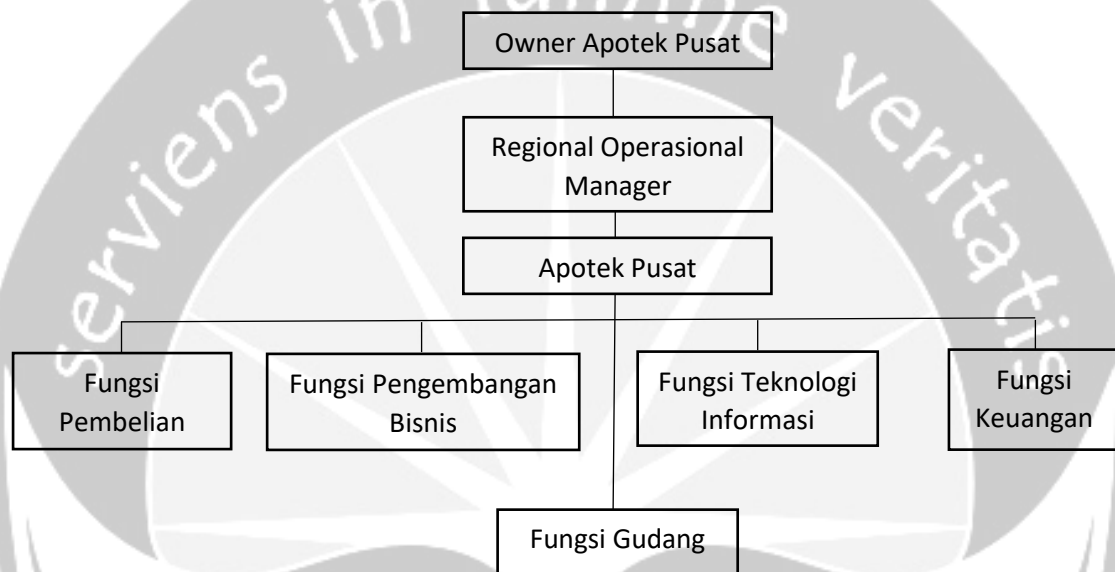 serviens in lumine veritatis
Owner Apotek Pusat
Regional Operasional
Manager
Apotek Pusat
Fungsi
Pembelian
Fungsi Pengembangan
Bisnis
Fungsi Teknologi
Informasi
Fungsi
Keuangan
Fungsi Gudang